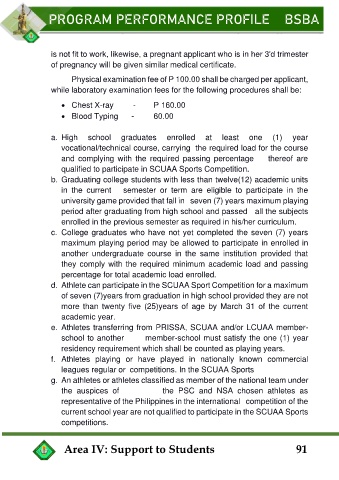 PROGRAM PERFORMANCE PROFILE BSBA
is not fit to work, likewise, a pregnant applicant who is in her 3'd trimester
of pregnancy will be given similar medical certificate.
Physical examination fee of P 100.00 shall be charged per applicant,
while laboratory examination fees for the following procedures shall be:
• Chest X-ray - P 160.00
• Blood Typing - 60.00
a. High school graduates enrolled at least one (1) year
vocational/technical course, carrying the required load for the course
and complying with the required passing percentage thereof are
qualified to participate in SCUAA Sports Competition.
b. Graduating college students with less than twelve(12) academic units
in the current semester or term are eligible to participate in the
university game provided that fall in seven (7) years maximum playing
period after graduating from high school and passed all the subjects
enrolled in the previous semester as required in his/her curriculum.
c. College graduates who have not yet completed the seven (7) years
maximum playing period may be allowed to participate in enrolled in
another undergraduate course in the same institution provided that
they comply with the required minimum academic load and passing
percentage for total academic load enrolled.
d. Athlete can participate in the SCUAA Sport Competition for a maximum
of seven (7)years from graduation in high school provided they are not
more than twenty five (25)years of age by March 31 of the current
academic year.
e. Athletes transferring from PRISSA, SCUAA and/or LCUAA member-
school to another member-school must satisfy the one (1) year
residency requirement which shall be counted as playing years.
f. Athletes playing or have played in nationally known commercial
leagues regular or competitions. In the SCUAA Sports
g. An athletes or athletes classified as member of the national team under
the auspices of the PSC and NSA chosen athletes as
representative of the Philippines in the international competition of the
current school year are not qualified to participate in the SCUAA Sports
competitions.
Area IV: Support to Students 91